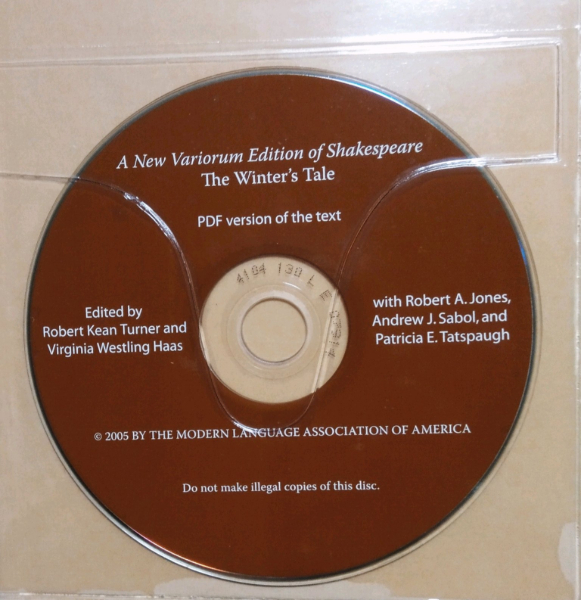 A New Variorum Edition of Shakespeare
The Winter's Tale
PDF version of the text
Edited by
Robert Kean Turner and
Virginia Westling Haas
with Robert A. Jones,
Andrew J. Sabol, and
Patricia E. Tatspaugh
© 2005 BY THE MODERN LANGUAGE ASSOCIATION OF AMERICA
Do not make illegal copies of this disc.